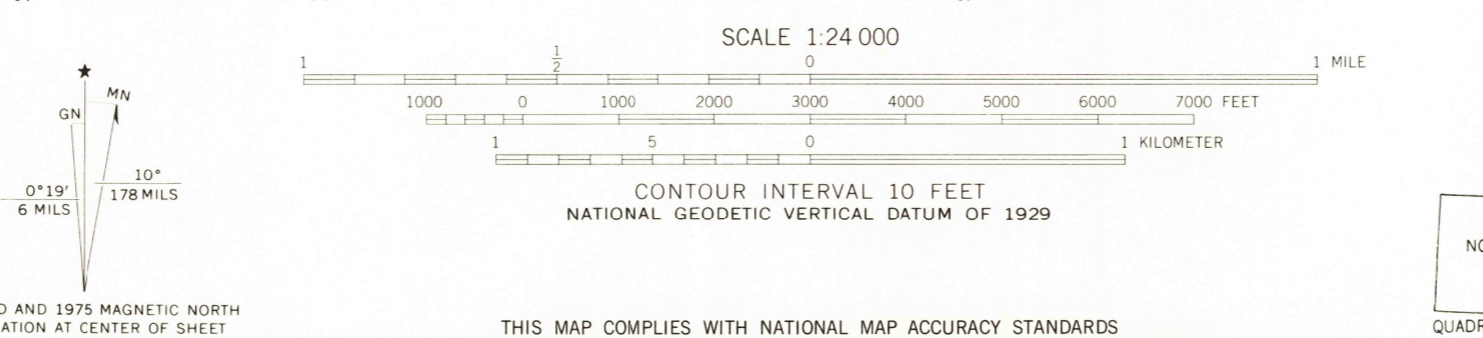 SCALE 1:24 000
1 1/2 0 1 MILE
1000 0 1000 2000 3000 4000 5000 6000 7000 FEET
1 5 0 1 KILOMETER
CONTOUR INTERVAL 10 FEET
NATIONAL GEODETIC VERTICAL DATUM OF 1929
THIS MAP COMPLIES WITH NATIONAL MAP ACCURACY STANDARDS
★
MN
GN
0°19′
6 MILS
10°
178 MILS
AND 1975 MAGNETIC NORTH
AT CENTER OF SHEET